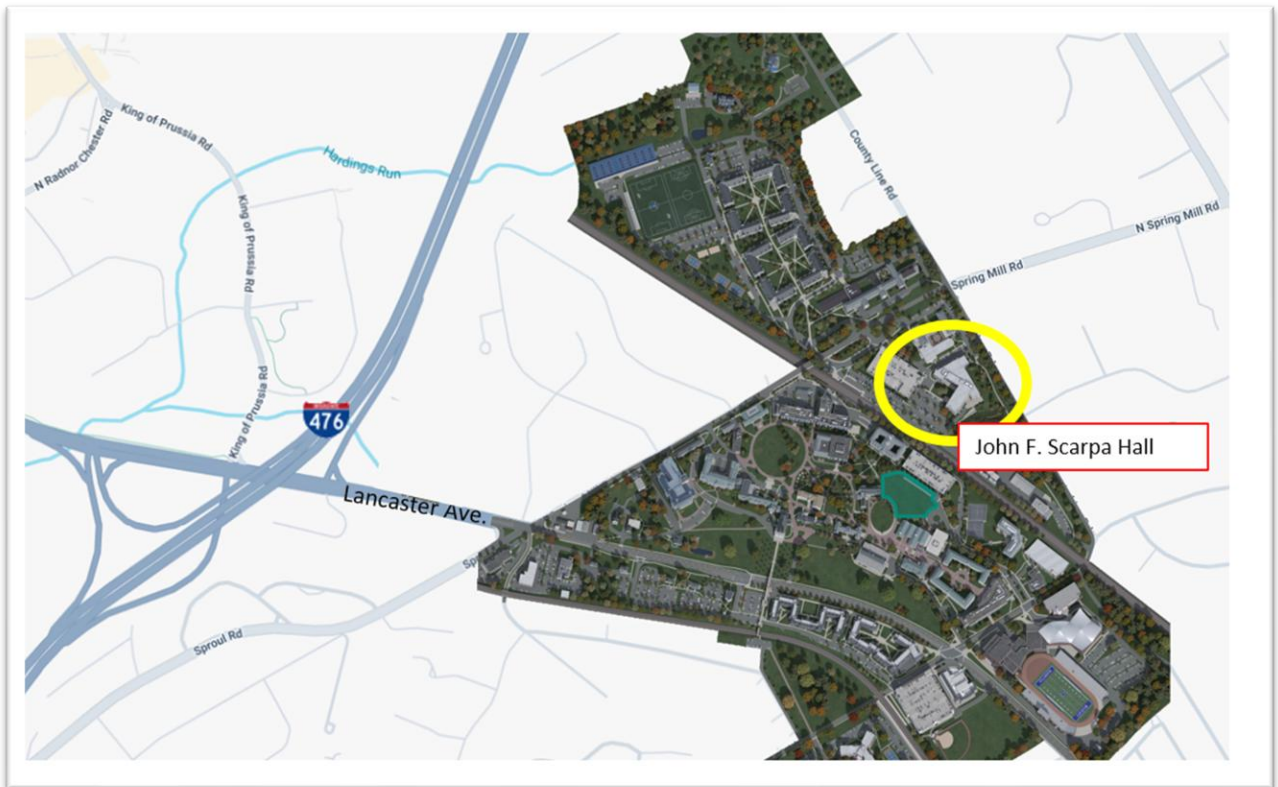 King of Prussia Rd
N Radnor Chester Rd
Hardings Run
County Line Rd
King of Prussia Rd
N Spring Mill Rd
Spring Mill Rd
King of Prussia Rd
476
John F. Scarpa Hall
Lancaster Ave.
Sp
Sproul Rd